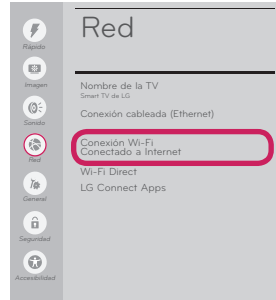 Rápido
Imagen
Sonido
Red
General
Seguridad
Accesibilidad
Red
Nombre de la TV
Smart TV de LG
Conexión cableada (Ethernet)
Conexión Wi-Fi
Conectado a Internet
Wi-Fi Direct
LG Connect Apps